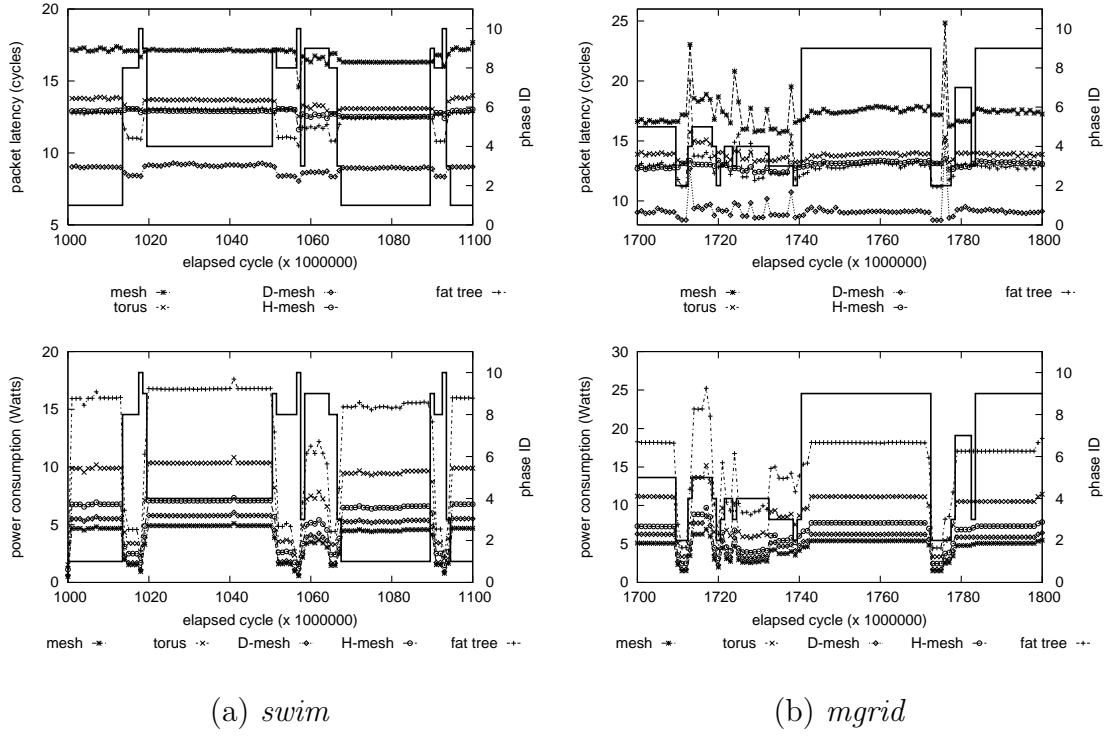 packet latency (cycles)
20
15
10
5
10
8
6
4
2
0
phase ID
1000 1020 1040 1060 1080 1100
elapsed cycle (x 1000000)
mesh D-mesh fat tree
torus H-mesh
packet latency (cycles)
25
20
15
10
10
8
6
4
2
0
phase ID
1700 1720 1740 1760 1780 1800
elapsed cycle (x 1000000)
mesh D-mesh fat tree
torus H-mesh
power consumption (Watts)
20
15
10
5
0
10
8
6
4
2
0
phase ID
1000 1020 1040 1060 1080 1100
elapsed cycle (x 1000000)
mesh torus D-mesh H-mesh fat tree
power consumption (Watts)
30
25
20
15
10
5
0
10
8
6
4
2
0
phase ID
1700 1720 1740 1760 1780 1800
elapsed cycle (x 1000000)
mesh torus D-mesh H-mesh fat tree
(a) swim
(b) mgrid